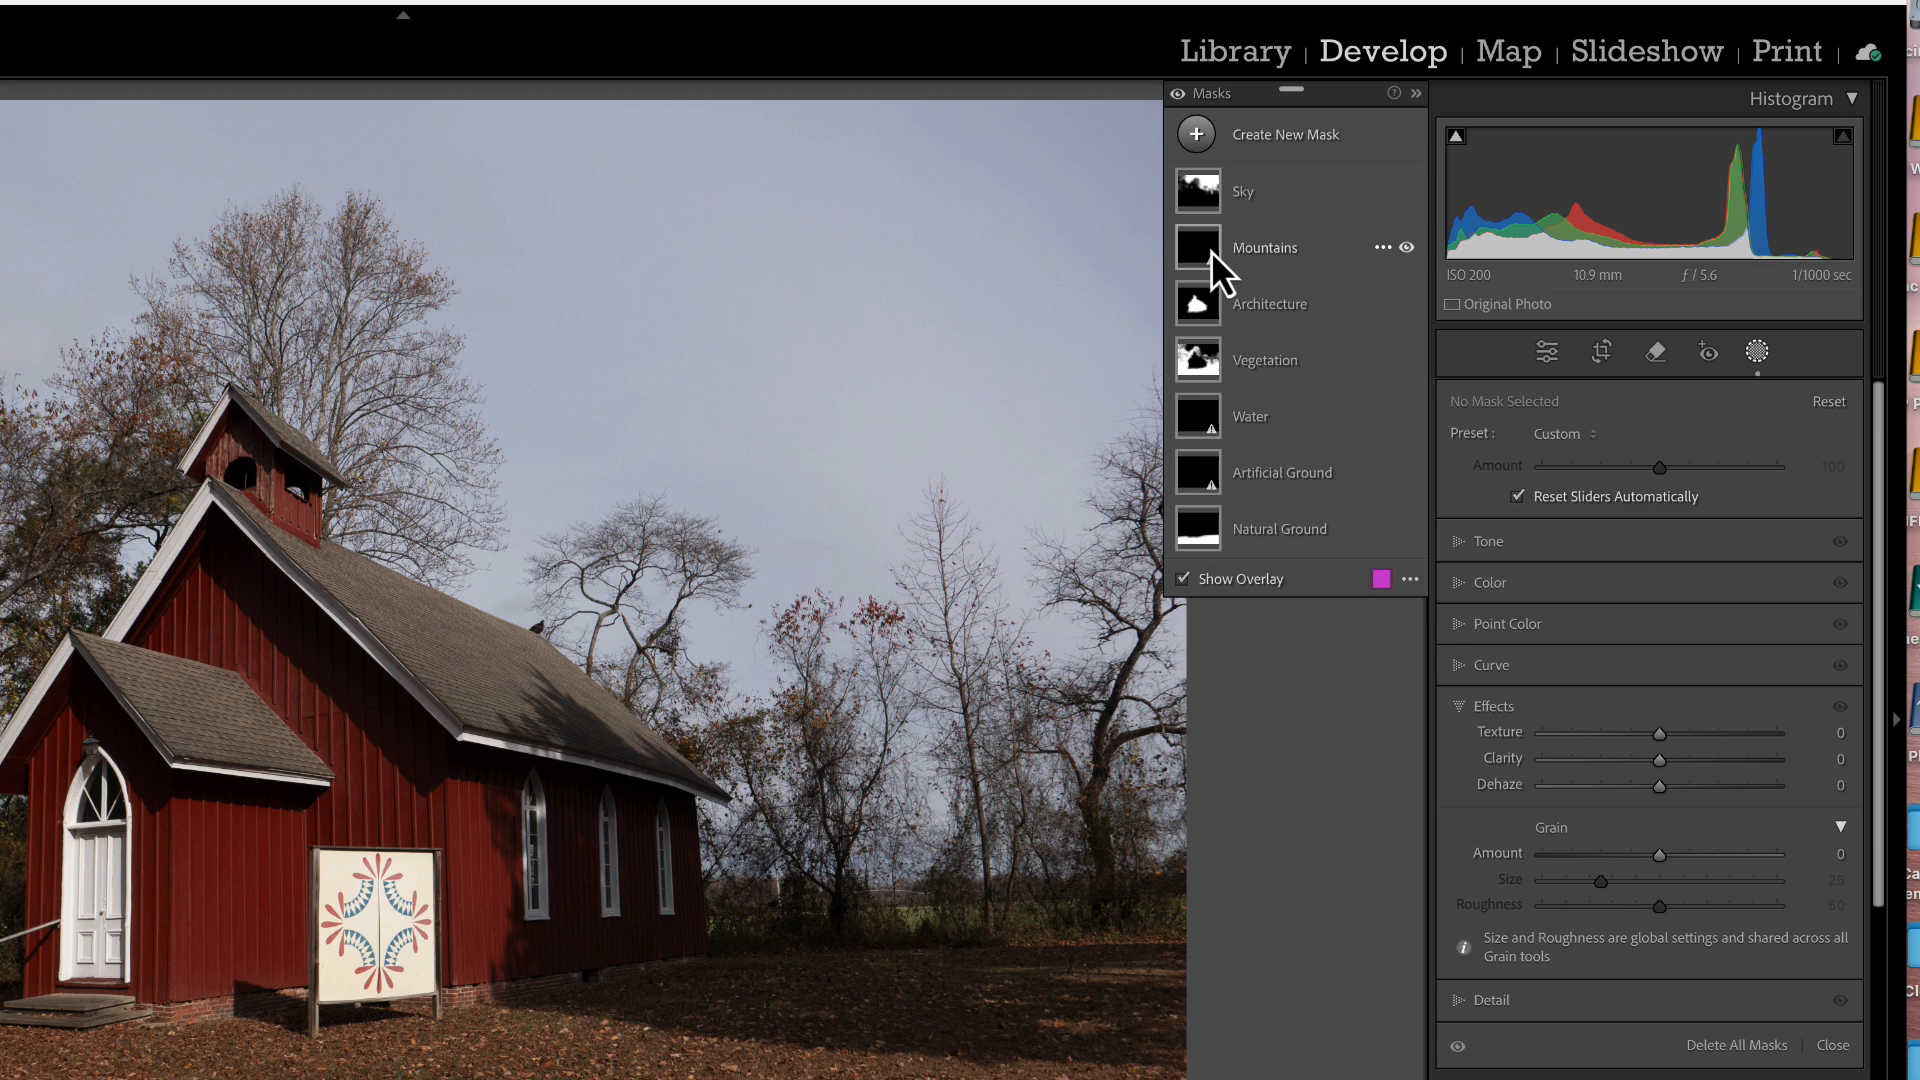 Library | Develop | Map | Slideshow | Print |
Masks
Create New Mask
Sky
Mountains
Architecture
Vegetation
Water
Artificial Ground
Natural Ground
Show Overlay
Histogram
ISO 200 10.9 mm ƒ / 5.6 1/1000 sec
Original Photo
No Mask Selected Reset
Preset : Custom
Amount 100
Reset Sliders Automatically
Tone
Color
Point Color
Curve
Effects
Texture 0
Clarity 0
Dehaze 0
Grain
Amount 0
Size 25
Roughness 50
Size and Roughness are global settings and shared across all
Grain tools
Detail
Delete All Masks | Close